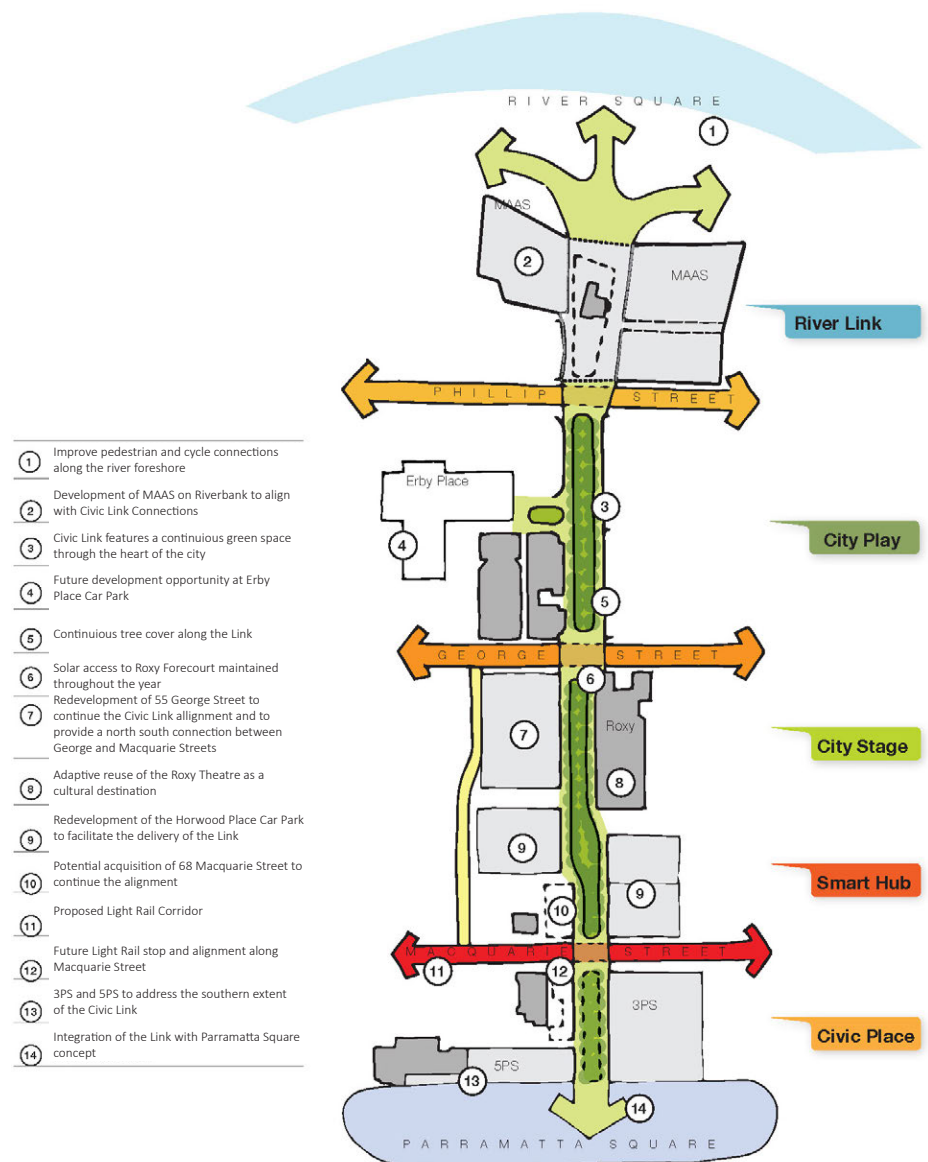 RIVER SQUARE
1
MAAS
2
MAAS
River Link
PHILLIP STREET
Erby Place
3
4
City Play
5
GEORGE STREET
6
Roxy
7
City Stage
8
9
9
Smart Hub
10
MACQUARIE STREET
11
12
3PS
Civic Place
5PS
13
14
PARRAMATTA SQUARE
1 Improve pedestrian and cycle connections
along the river foreshore
2 Development of MAAS on Riverbank to align
with Civic Link Connections
3 Civic Link features a continuious green space
through the heart of the city
4 Future development opportunity at Erby
Place Car Park
5 Continuious tree cover along the Link
6 Solar access to Roxy Forecourt maintained
throughout the year
7 Redevelopment of 55 George Street to
continue the Civic Link allignment and to
provide a north south connection between
George and Macquarie Streets
8 Adaptive reuse of the Roxy Theatre as a
cultural destination
9 Redevelopment of the Horwood Place Car Park
to facilitate the delivery of the Link
10 Potential acquisition of 68 Macquarie Street to
continue the alignment
11 Proposed Light Rail Corridor
12 Future Light Rail stop and alignment along
Macquarie Street
13 3PS and 5PS to address the southern extent
of the Civic Link
14 Integration of the Link with Parramatta Square
concept